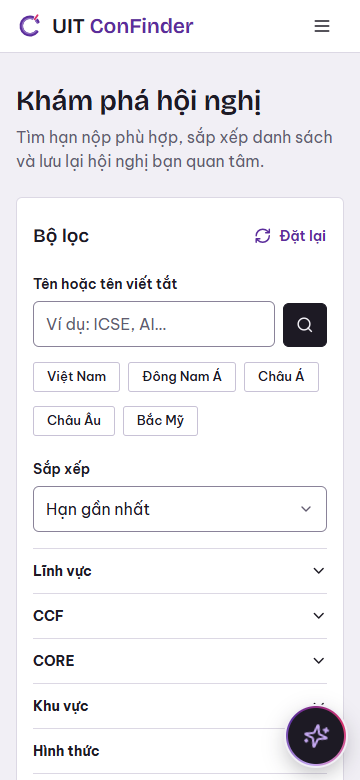 UIT ConFinder
Khám phá hội nghị
Tìm hạn nộp phù hợp, sắp xếp danh sách
và lưu lại hội nghị bạn quan tâm.
Bộ lọc
Đặt lại
Tên hoặc tên viết tắt
Ví dụ: ICSE, AI...
Việt Nam
Đông Nam Á
Châu Á
Châu Âu
Bắc Mỹ
Sắp xếp
Hạn gần nhất
Lĩnh vực
CCF
CORE
Khu vực
Hình thức